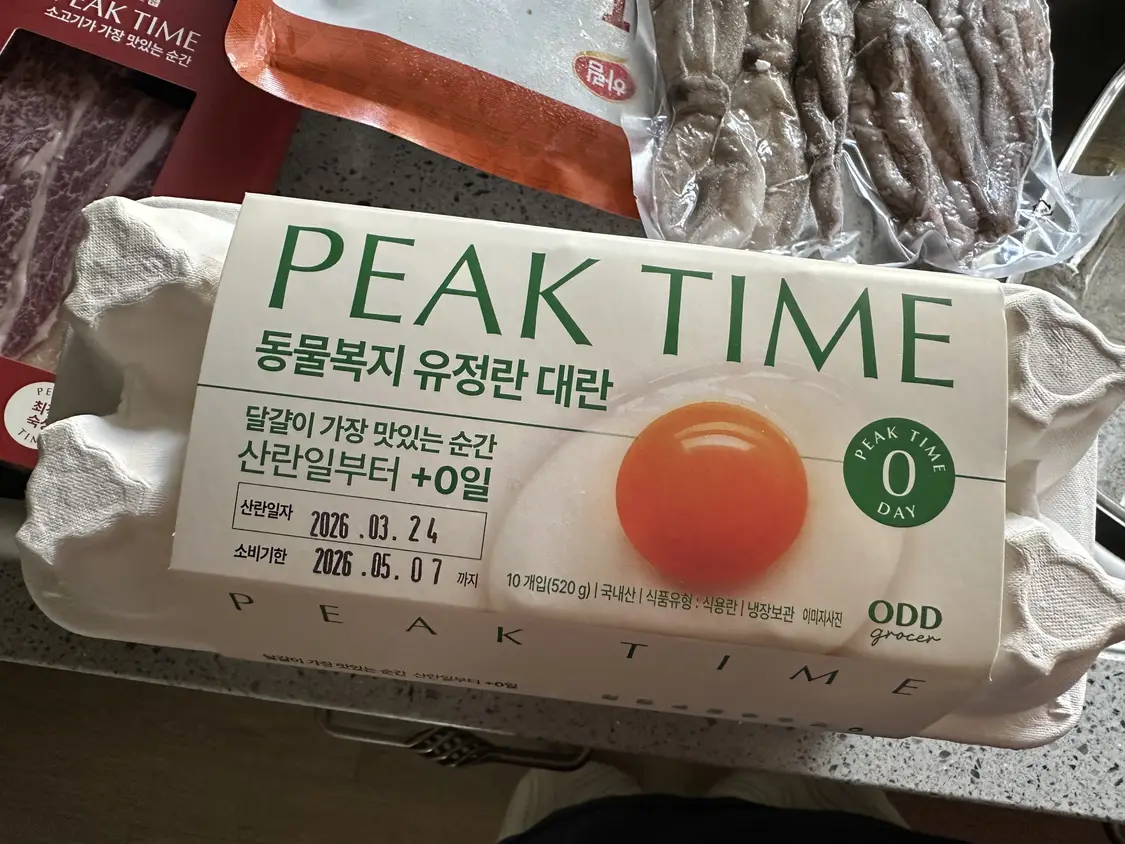 PEAK TIME
소고기가 가장 맛있는 순간
PEAK TIME
동물복지 유정란 대란
달걀이 가장 맛있는 순간
산란일부터 +0일
산란일자 2026.03.24
소비기한 2026.05.07 까지
PEAK TIME
0
DAY
10개입(520 g) | 국내산 | 식품유형 : 식용란 | 냉장보관 이미지사진
ODD
grocer
PEAK TIME
달걀이 가장 맛있는 순간 산란일부터 +0일